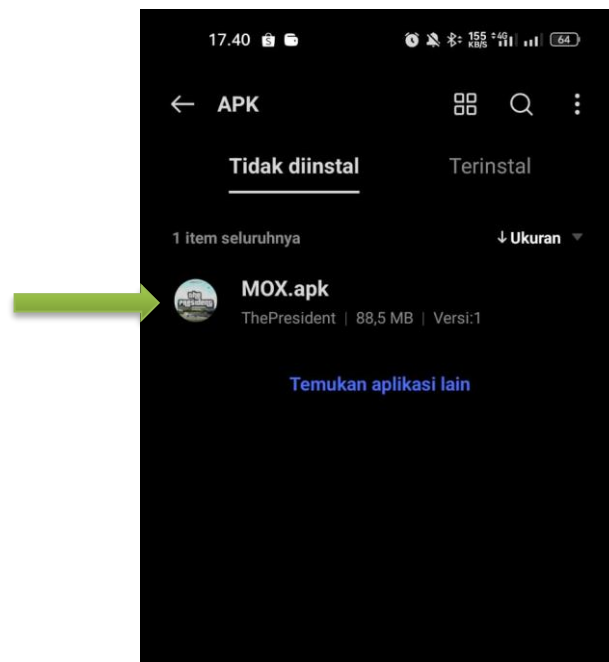 17.40 155 KB/S 4G 64
APK
Tidak diinstal Terinstal
1 item seluruhnya ↓ Ukuran
MOX.apk
ThePresident | 88,5 MB | Versi:1
Temukan aplikasi lain